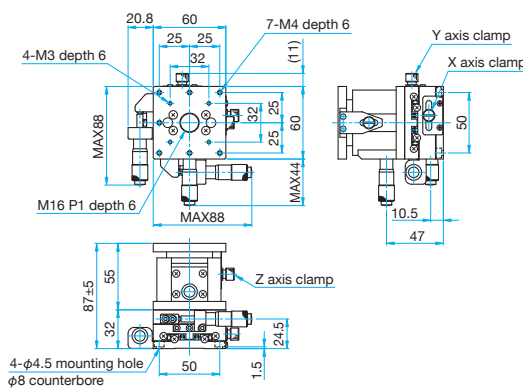 20.8
60
7-M4 depth 6
25
25
(11)
Y axis clamp
4-M3 depth 6
32
X axis clamp
MAX88
32
25
25
60
50
MAX44
M16 P1 depth 6
MAX88
10.5
47
87±5
55
32
Z axis clamp
24.5
4-φ4.5 mounting hole
φ8 counterbore
50
1.5